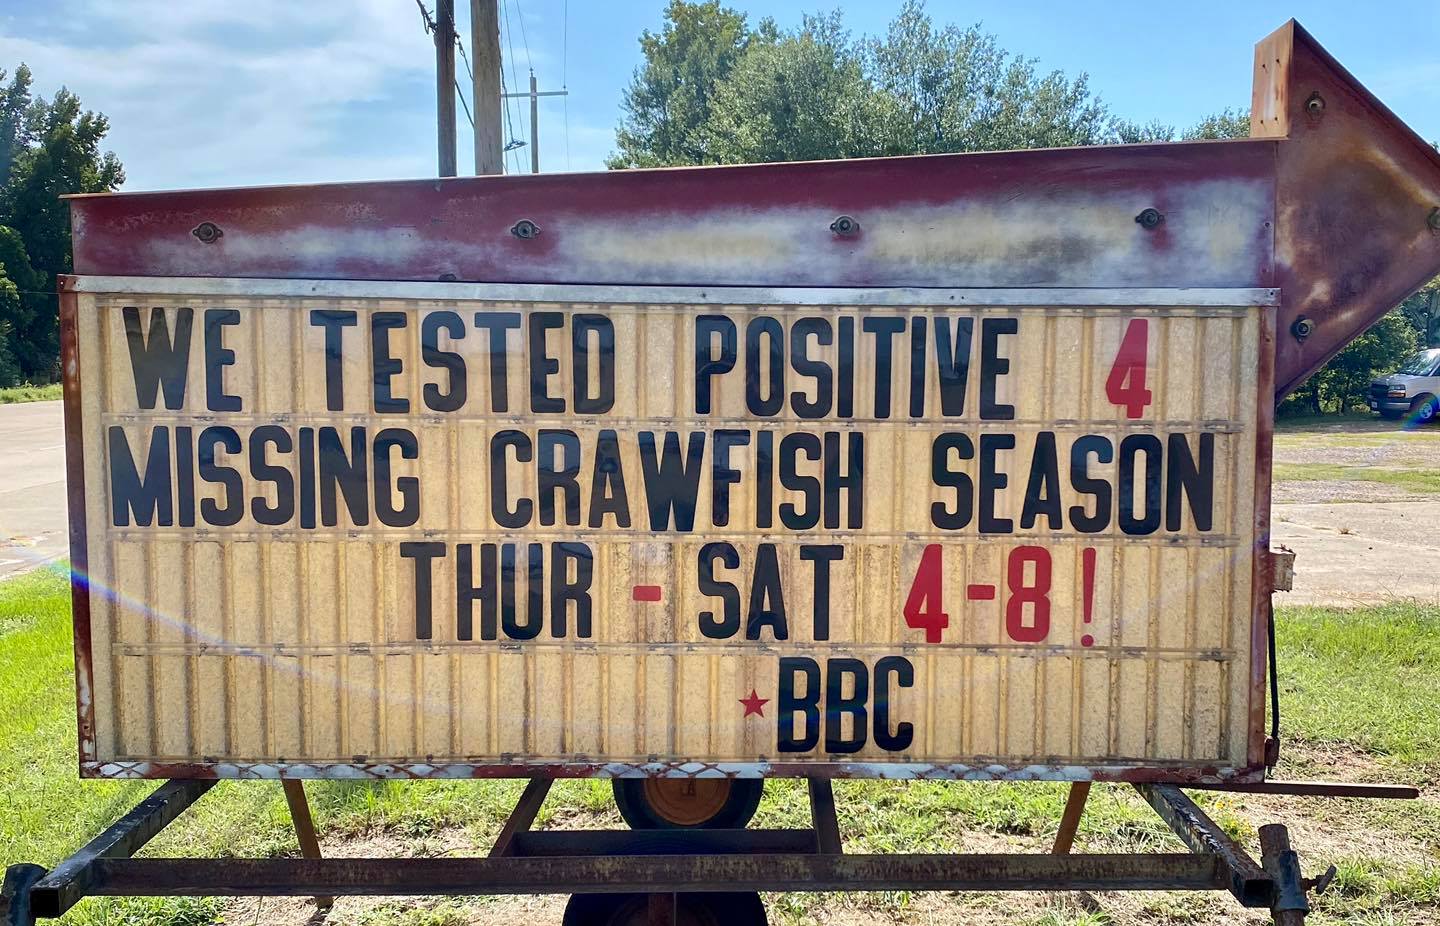 WE TESTED POSITIVE 4
MISSING CRAWFISH SEASON
THUR - SAT 4-8!
★BBC